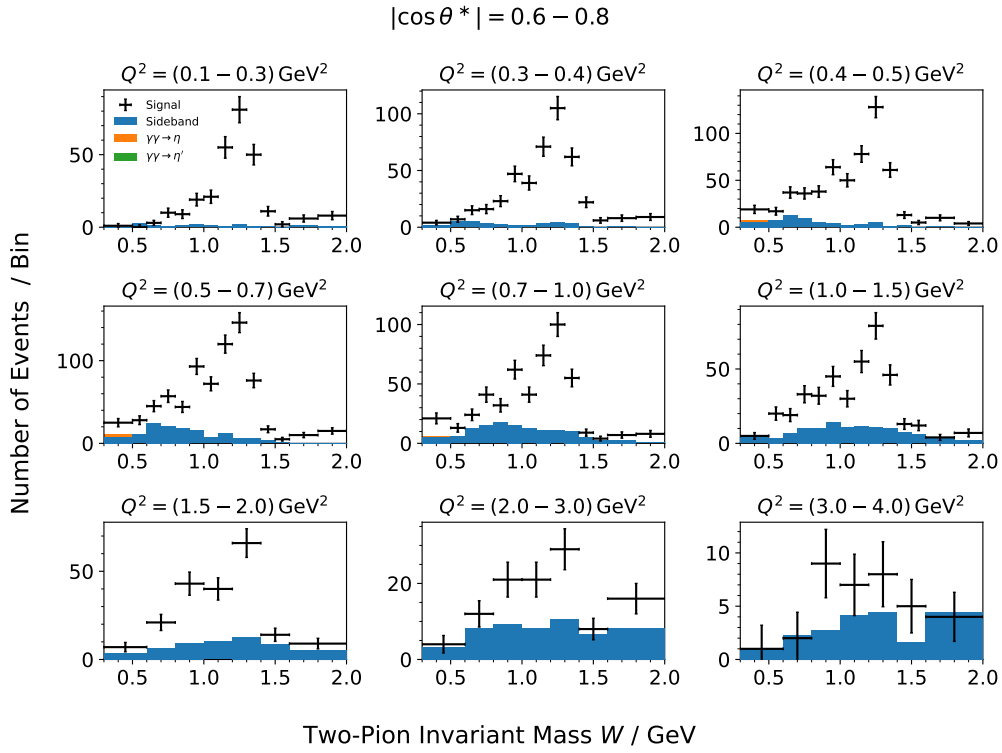 |cos θ *| = 0.6 − 0.8
Q² = (0.1 − 0.3) GeV²
Q² = (0.3 − 0.4) GeV²
Q² = (0.4 − 0.5) GeV²
Signal
Sideband
γγ → η
γγ → η′
50
0
0.5 1.0 1.5 2.0
100
50
0
0.5 1.0 1.5 2.0
100
50
0
0.5 1.0 1.5 2.0
Q² = (0.5 − 0.7) GeV²
Q² = (0.7 − 1.0) GeV²
Q² = (1.0 − 1.5) GeV²
100
0
0.5 1.0 1.5 2.0
100
50
0
0.5 1.0 1.5 2.0
50
0
0.5 1.0 1.5 2.0
Q² = (1.5 − 2.0) GeV²
Q² = (2.0 − 3.0) GeV²
Q² = (3.0 − 4.0) GeV²
50
0
0.5 1.0 1.5 2.0
20
0
0.5 1.0 1.5 2.0
10
5
0
0.5 1.0 1.5 2.0
Number of Events / Bin
Two-Pion Invariant Mass W / GeV